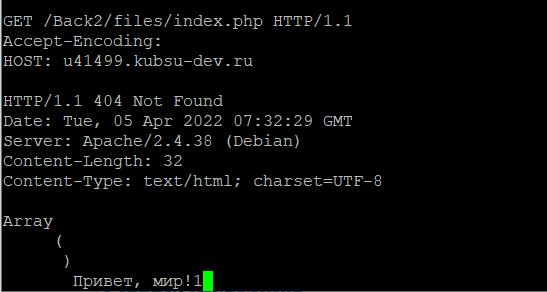 GET /Back2/files/index.php HTTP/1.1
Accept-Encoding:
HOST: u41499.kubsu-dev.ru
HTTP/1.1 404 Not Found
Date: Tue, 05 Apr 2022 07:32:29 GMT
Server: Apache/2.4.38 (Debian)
Content-Length: 32
Content-Type: text/html; charset=UTF-8
Array
(
)
Привет, мир!1